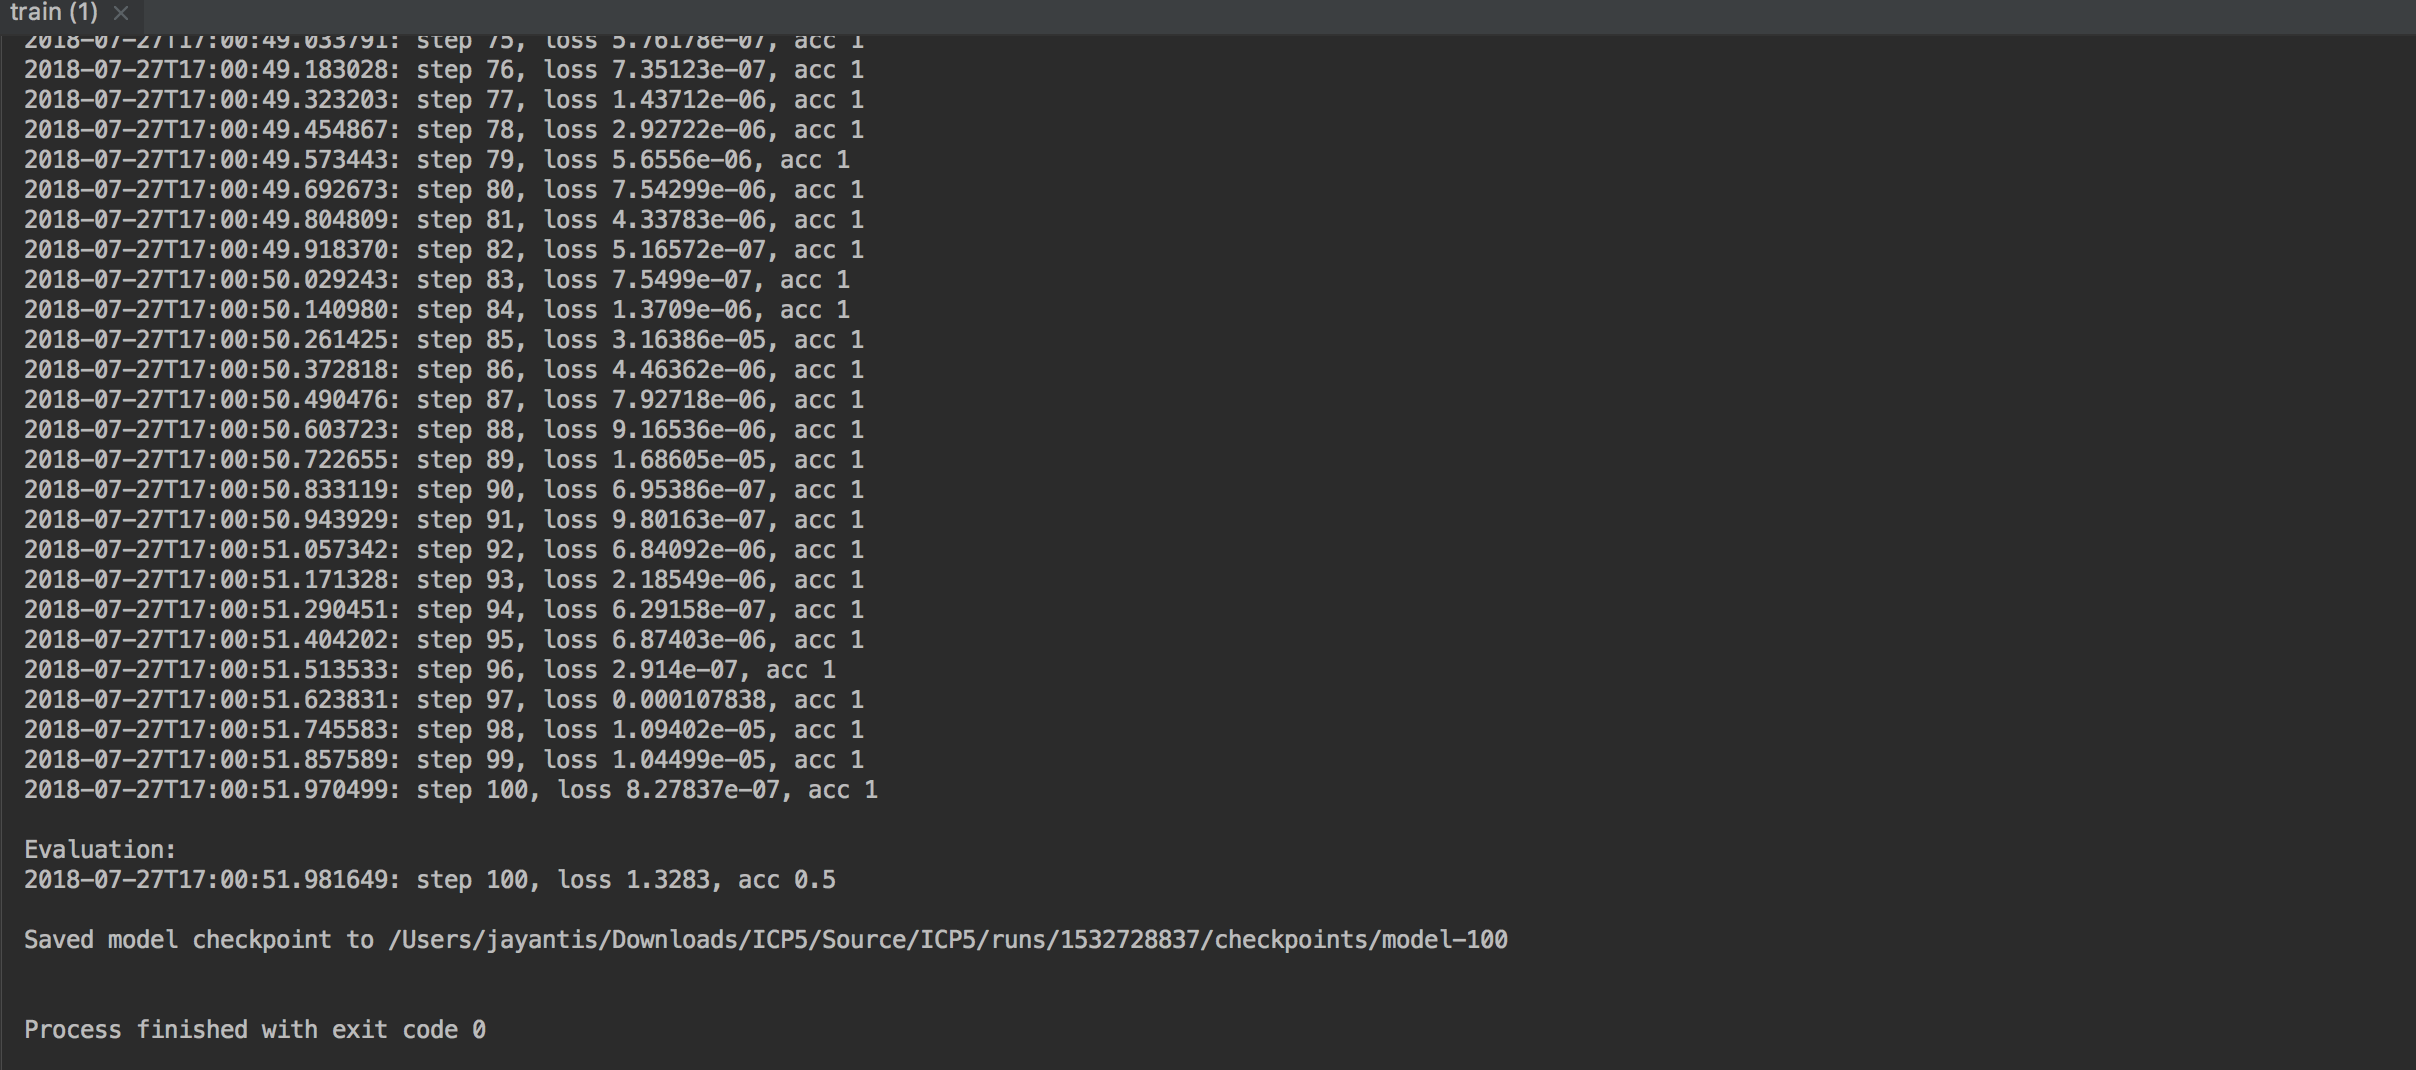 train (1)
2018-07-27T17:00:49.033791: step 75, loss 5.76178e-07, acc 1
2018-07-27T17:00:49.183028: step 76, loss 7.35123e-07, acc 1
2018-07-27T17:00:49.323203: step 77, loss 1.43712e-06, acc 1
2018-07-27T17:00:49.454867: step 78, loss 2.92722e-06, acc 1
2018-07-27T17:00:49.573443: step 79, loss 5.6556e-06, acc 1
2018-07-27T17:00:49.692673: step 80, loss 7.54299e-06, acc 1
2018-07-27T17:00:49.804809: step 81, loss 4.33783e-06, acc 1
2018-07-27T17:00:49.918370: step 82, loss 5.16572e-07, acc 1
2018-07-27T17:00:50.029243: step 83, loss 7.5499e-07, acc 1
2018-07-27T17:00:50.140980: step 84, loss 1.3709e-06, acc 1
2018-07-27T17:00:50.261425: step 85, loss 3.16386e-05, acc 1
2018-07-27T17:00:50.372818: step 86, loss 4.46362e-06, acc 1
2018-07-27T17:00:50.490476: step 87, loss 7.92718e-06, acc 1
2018-07-27T17:00:50.603723: step 88, loss 9.16536e-06, acc 1
2018-07-27T17:00:50.722655: step 89, loss 1.68605e-05, acc 1
2018-07-27T17:00:50.833119: step 90, loss 6.95386e-07, acc 1
2018-07-27T17:00:50.943929: step 91, loss 9.80163e-07, acc 1
2018-07-27T17:00:51.057342: step 92, loss 6.84092e-06, acc 1
2018-07-27T17:00:51.171328: step 93, loss 2.18549e-06, acc 1
2018-07-27T17:00:51.290451: step 94, loss 6.29158e-07, acc 1
2018-07-27T17:00:51.404202: step 95, loss 6.87403e-06, acc 1
2018-07-27T17:00:51.513533: step 96, loss 2.914e-07, acc 1
2018-07-27T17:00:51.623831: step 97, loss 0.000107838, acc 1
2018-07-27T17:00:51.745583: step 98, loss 1.09402e-05, acc 1
2018-07-27T17:00:51.857589: step 99, loss 1.04499e-05, acc 1
2018-07-27T17:00:51.970499: step 100, loss 8.27837e-07, acc 1
Evaluation:
2018-07-27T17:00:51.981649: step 100, loss 1.3283, acc 0.5
Saved model checkpoint to /Users/jayantis/Downloads/ICP5/Source/ICP5/runs/1532728837/checkpoints/model-100
Process finished with exit code 0